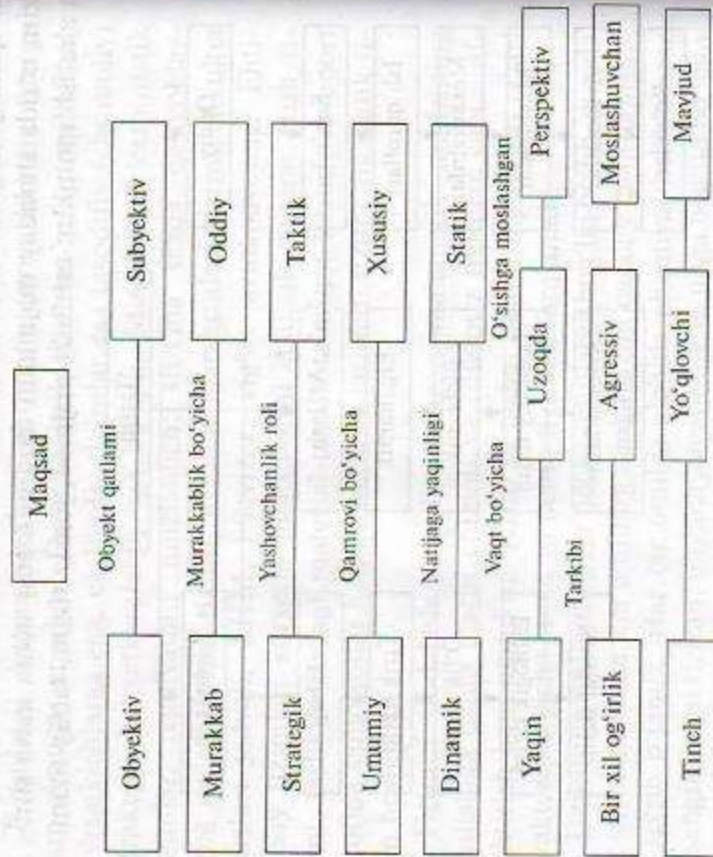 Maqsad
Obyekt qatlami
Obyektiv
Subyektiv
Murakkablik bo‘yicha
Murakkab
Oddiy
Yashovchanlik roli
Strategik
Taktik
Qamrovi bo‘yicha
Umumiy
Xususiy
Natijaga yaqinligi
Dinamik
Statik
Vaqt bo‘yicha
O‘sishga moslashgan
Yaqin
Uzoqda
Perspektiv
Tarkibi
Bir xil og‘irlik
Agressiv
Moslashuvchan
Tinch
Yo‘qlovchi
Mavjud